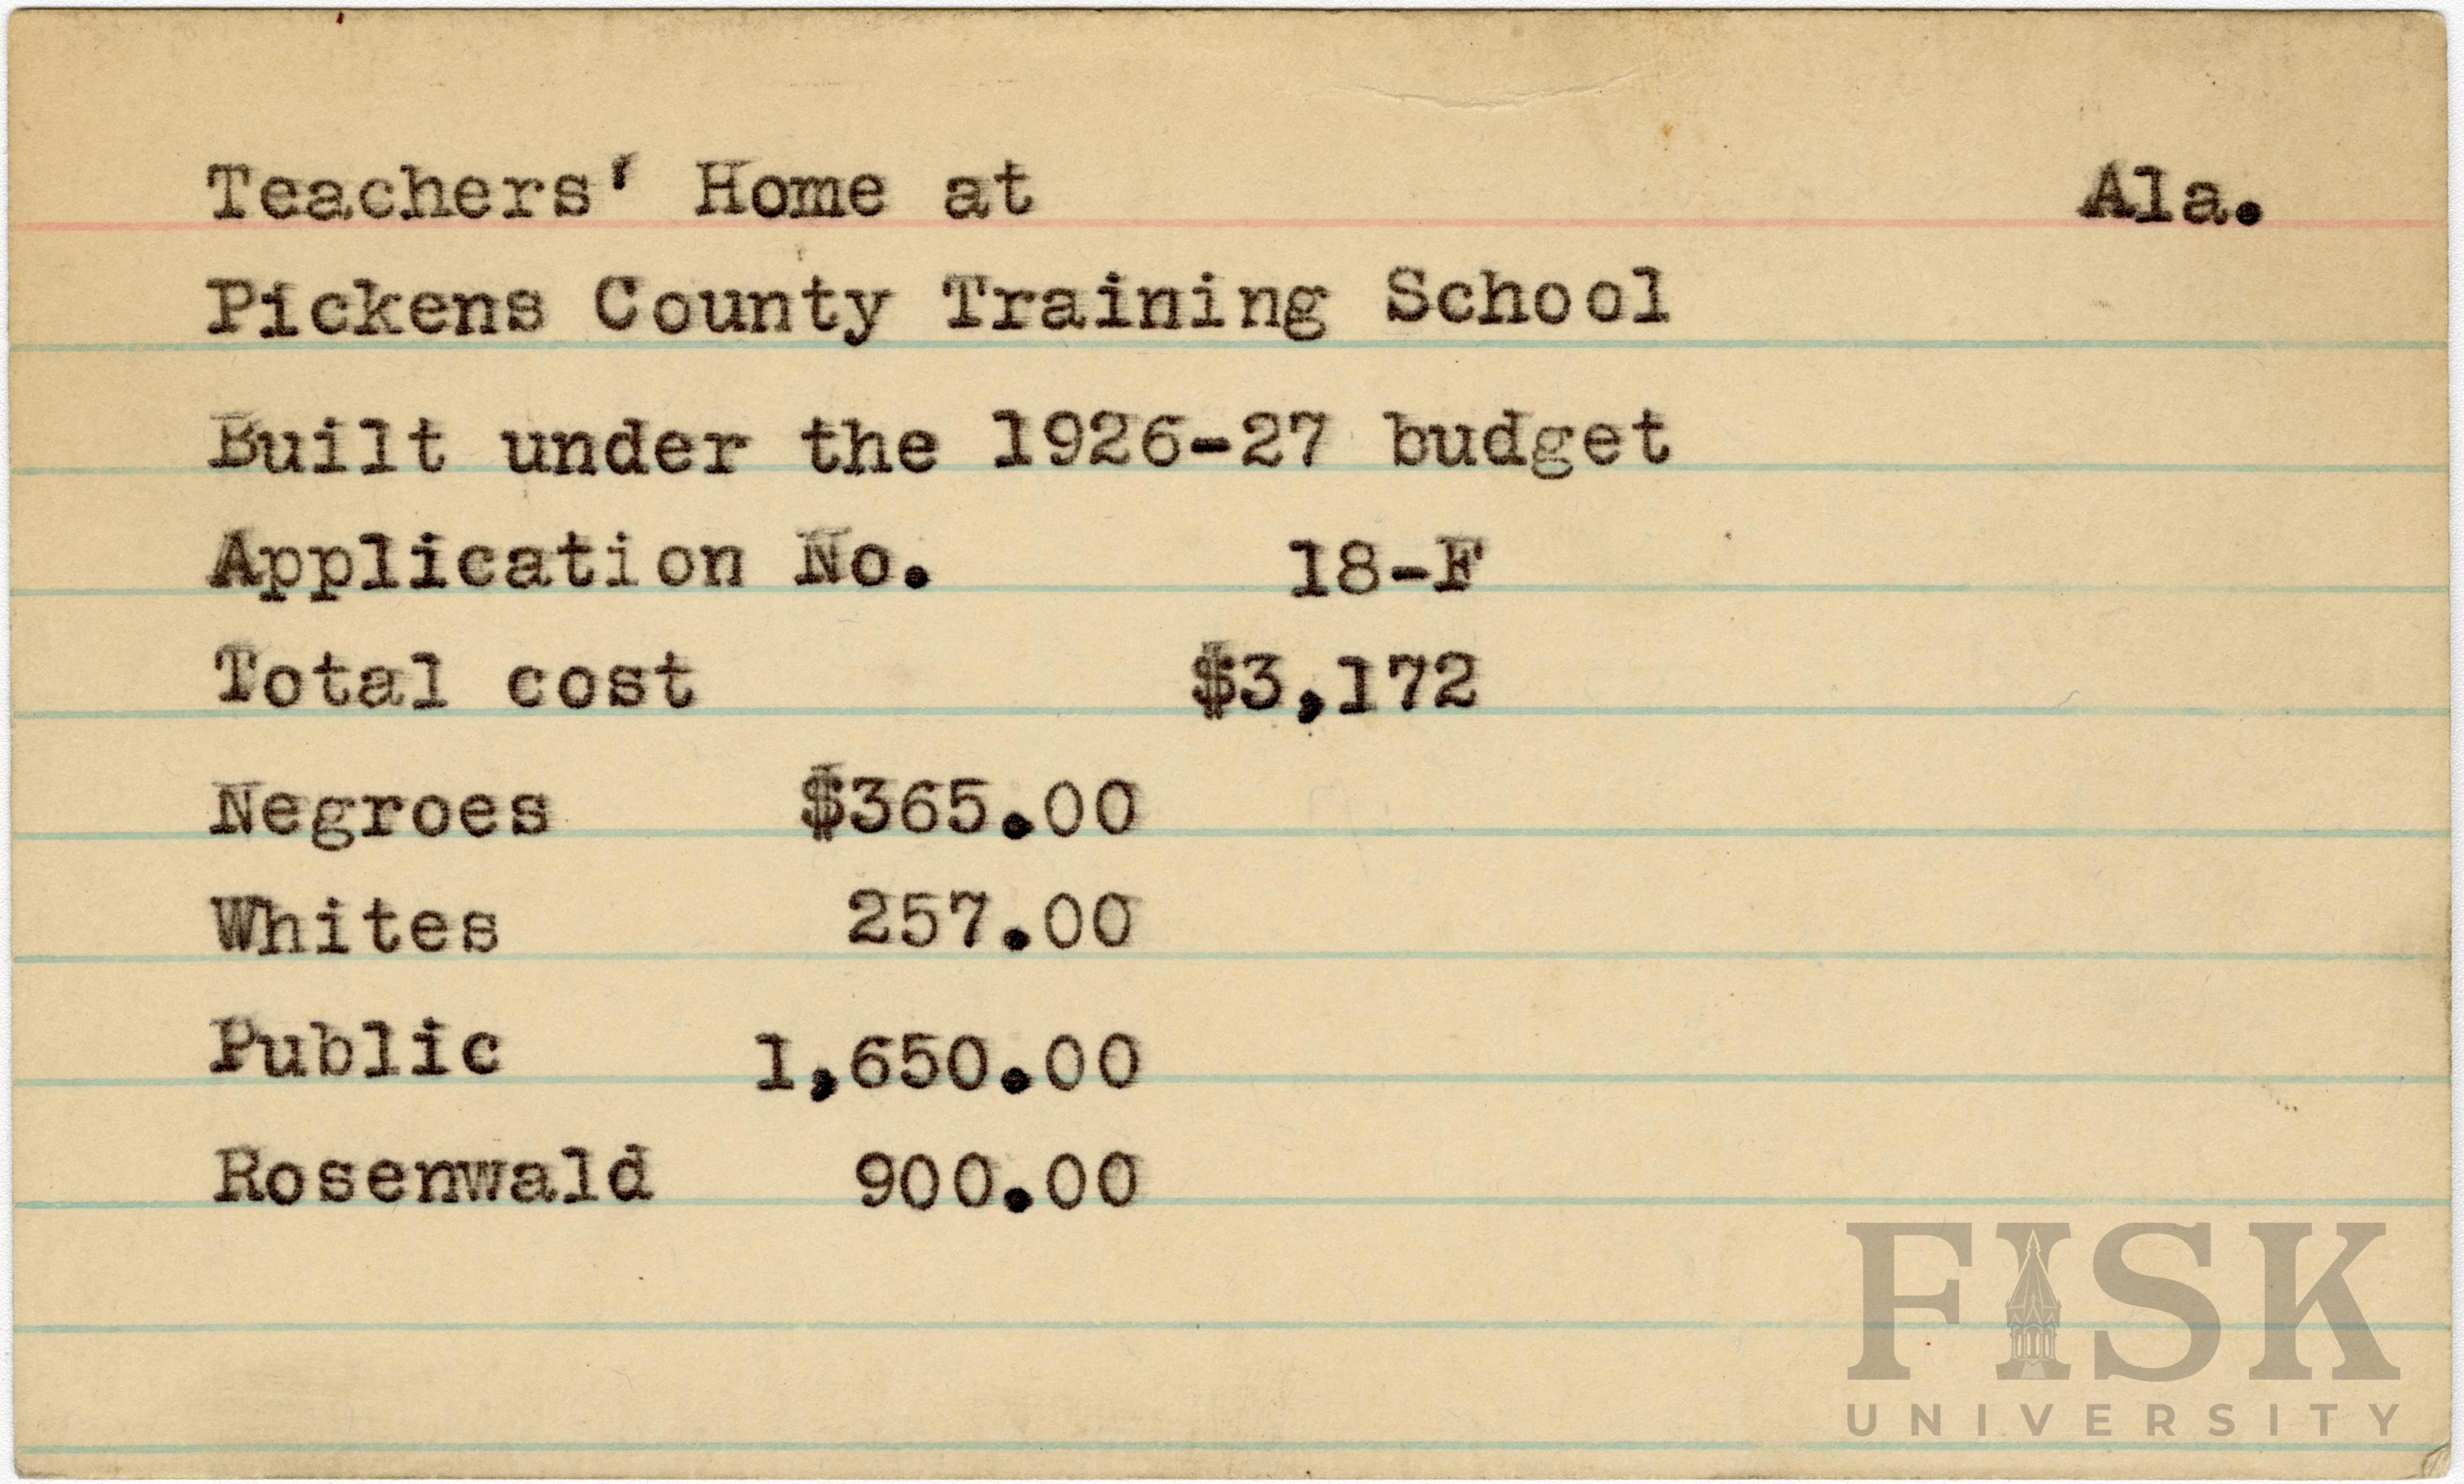 Teachers' Home at Ala.
Pickens County Training School
Built under the 1926-27 budget
Application No. 18-F
Total cost $3,172
Negroes $365.00
Whites 257.00
Public 1,650.00
Rosenwald 900.00
FISK
UNIVERSITY